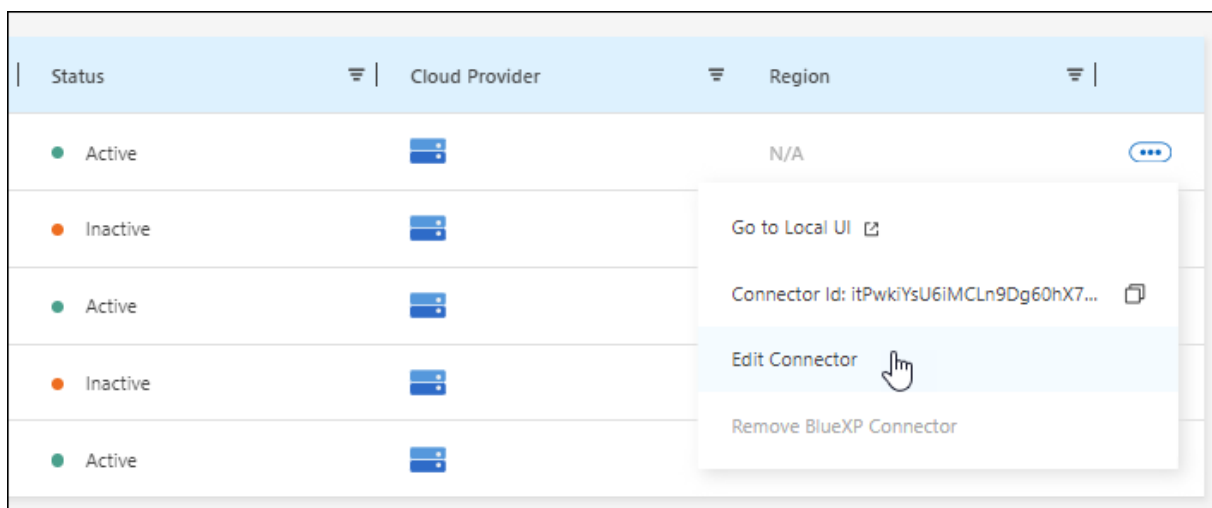 Status Cloud Provider Region
Active N/A
Inactive Go to Local UI
Connector Id: itPwkiYsU6iMCLn9Dg60hX7...
Active
Edit Connector
Inactive
Remove BlueXP Connector
Active